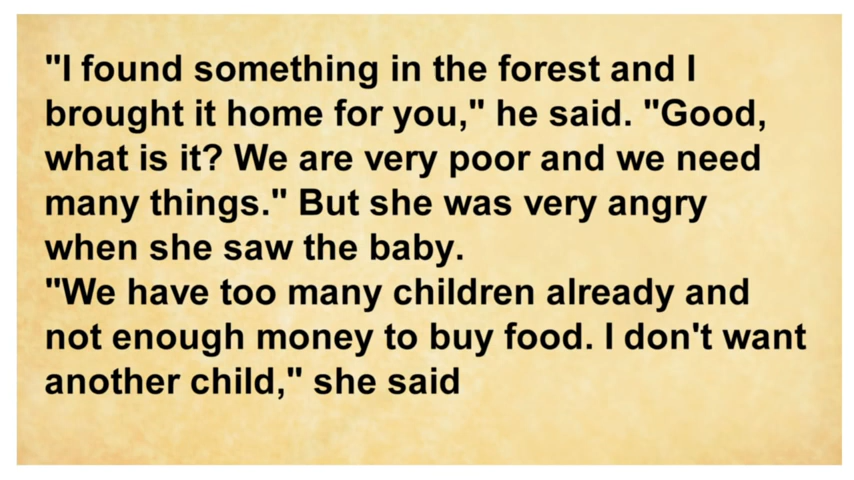 "I found something in the forest and I
brought it home for you," he said. "Good,
what is it? We are very poor and we need
many things." But she was very angry
when she saw the baby.
"We have too many children already and
not enough money to buy food. I don't want
another child," she said